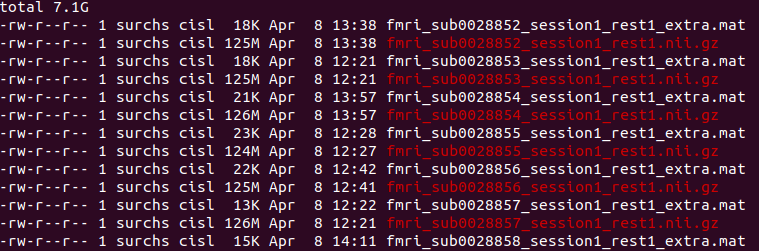 total 7.1G
-rw-r--r-- 1 surchs cisl  18K Apr  8 13:38 fmri_sub0028852_session1_rest1_extra.mat
-rw-r--r-- 1 surchs cisl 125M Apr  8 13:38 fmri_sub0028852_session1_rest1.nii.gz
-rw-r--r-- 1 surchs cisl  18K Apr  8 12:21 fmri_sub0028853_session1_rest1_extra.mat
-rw-r--r-- 1 surchs cisl 125M Apr  8 12:21 fmri_sub0028853_session1_rest1.nii.gz
-rw-r--r-- 1 surchs cisl  21K Apr  8 13:57 fmri_sub0028854_session1_rest1_extra.mat
-rw-r--r-- 1 surchs cisl 126M Apr  8 13:57 fmri_sub0028854_session1_rest1.nii.gz
-rw-r--r-- 1 surchs cisl  23K Apr  8 12:28 fmri_sub0028855_session1_rest1_extra.mat
-rw-r--r-- 1 surchs cisl 124M Apr  8 12:27 fmri_sub0028855_session1_rest1.nii.gz
-rw-r--r-- 1 surchs cisl  22K Apr  8 12:42 fmri_sub0028856_session1_rest1_extra.mat
-rw-r--r-- 1 surchs cisl 125M Apr  8 12:41 fmri_sub0028856_session1_rest1.nii.gz
-rw-r--r-- 1 surchs cisl  13K Apr  8 12:22 fmri_sub0028857_session1_rest1_extra.mat
-rw-r--r-- 1 surchs cisl 126M Apr  8 12:21 fmri_sub0028857_session1_rest1.nii.gz
-rw-r--r-- 1 surchs cisl  15K Apr  8 14:11 fmri_sub0028858_session1_rest1_extra.mat